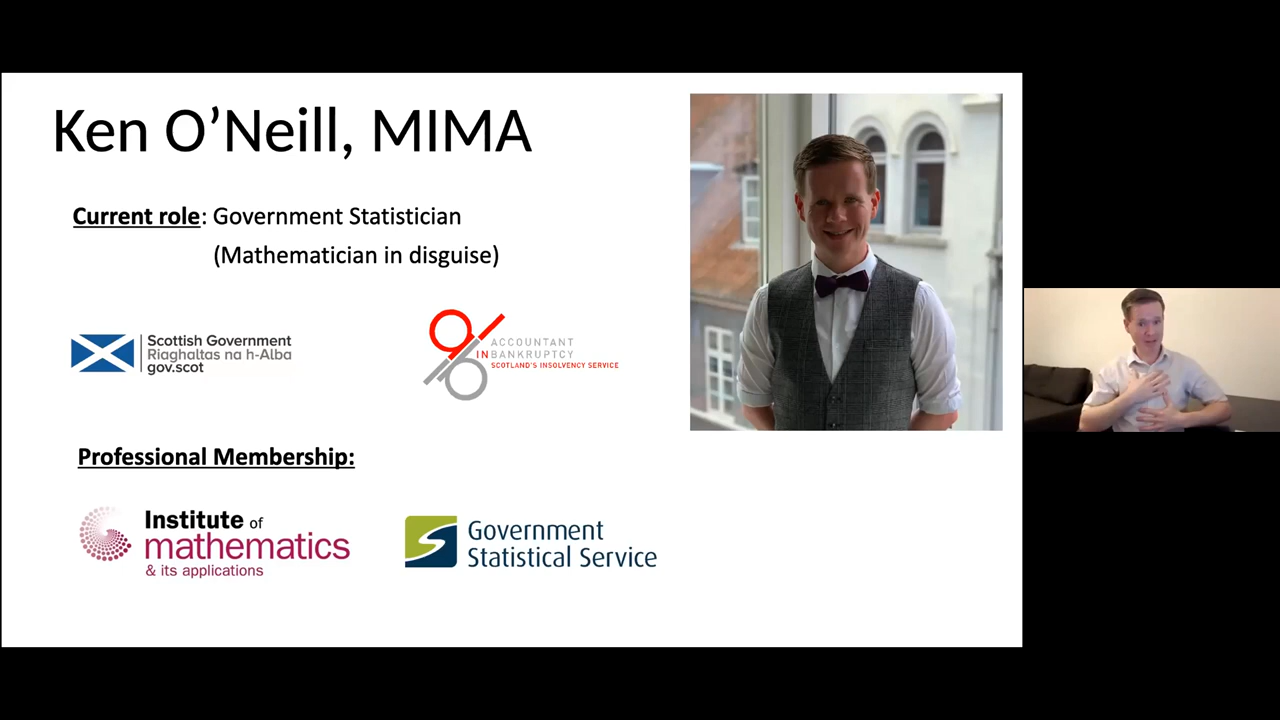 Ken O’Neill, MIMA
Current role: Government Statistician
(Mathematician in disguise)
Scottish Government
Riaghaltas na h-Alba
gov.scot
ACCOUNTANT
IN BANKRUPTCY
SCOTLAND'S INSOLVENCY SERVICE
Professional Membership:
Institute of
mathematics
& its applications
Government
Statistical Service